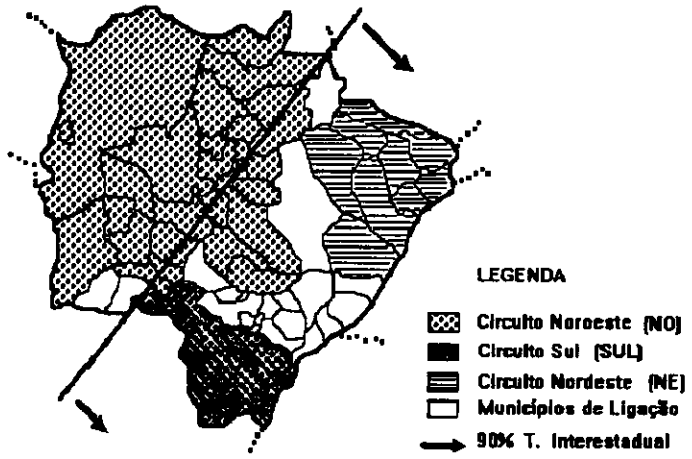 LEGENDA
Circuito Noroeste (NO)
Circuito Sul (SUL)
Circuito Nordeste (NE)
Municípios de Ligação
90% T. Interestadual